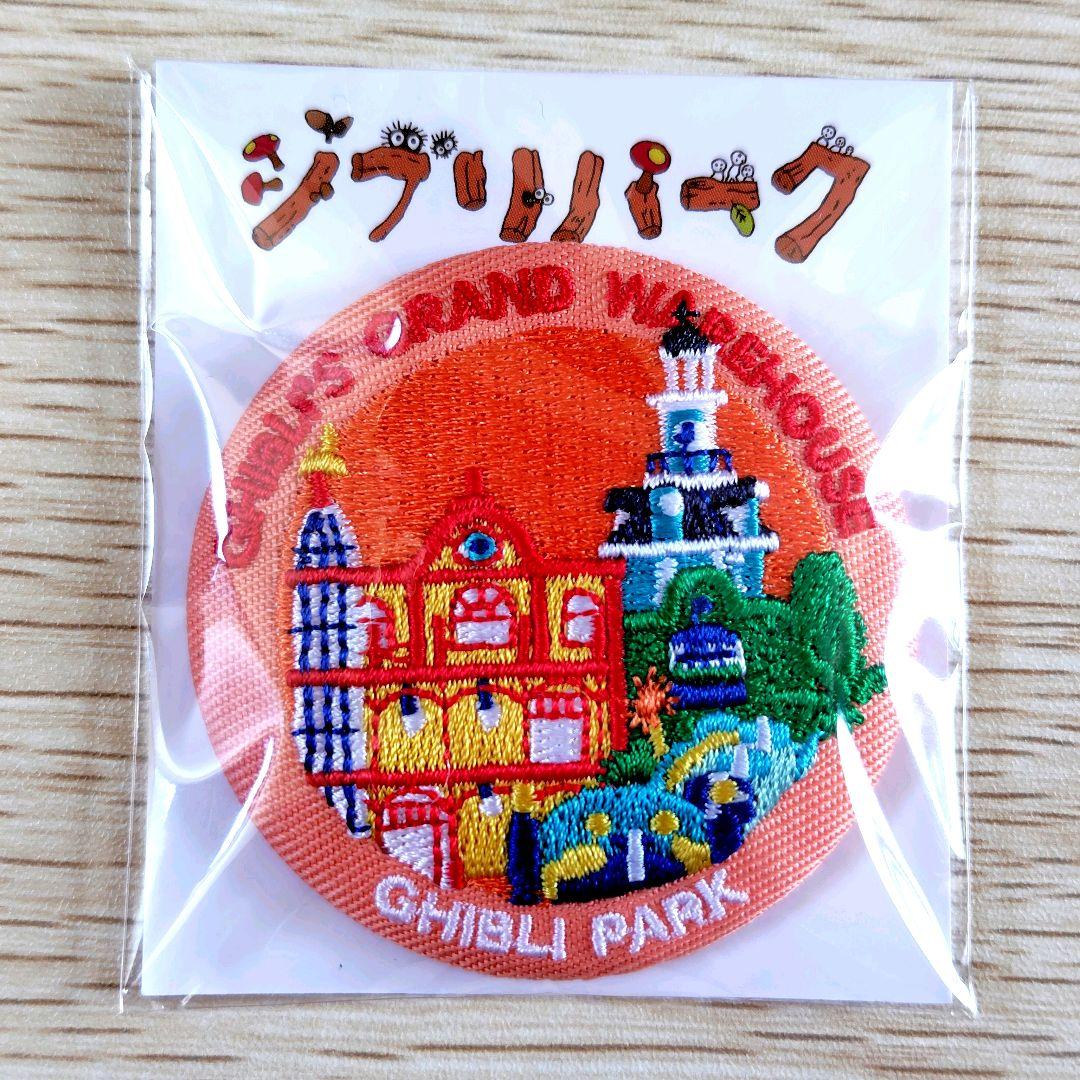 ジブリパーク
GHIBLI'S GRAND WAREHOUSE
GHIBLI PARK